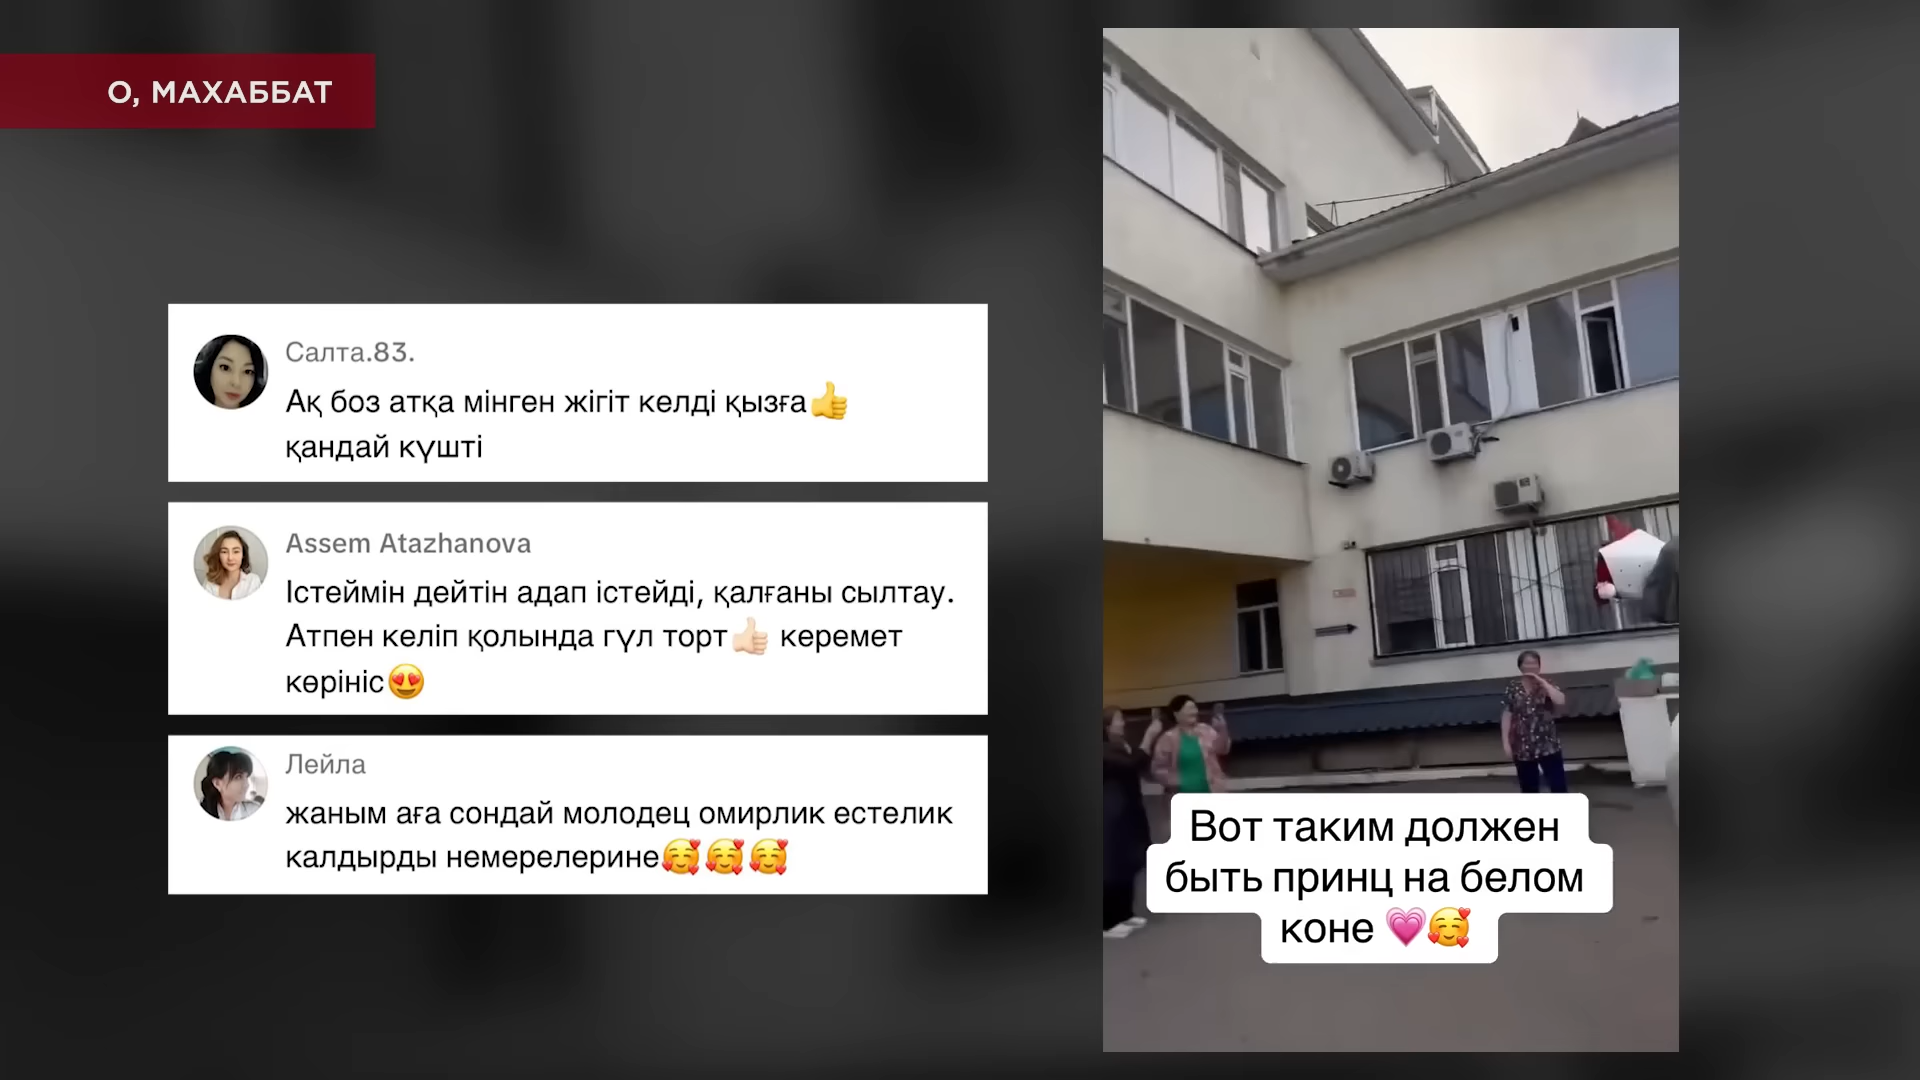 О, МАХАББАТ
Салта.83.
Ақ боз атқа мінген жігіт келді қызға👍
қандай күшті
Assem Atazhanova
Істеймін дейтін адап істейді, қалғаны сылтау.
Атпен келіп қолында гүл торт👍🏻 керемет
көрініс😍
Лейла
жаным аға сондай молодец омирлик естелик
калдырды немерелерине🥰🥰🥰
Вот таким должен
быть принц на белом
коне 💗🥰